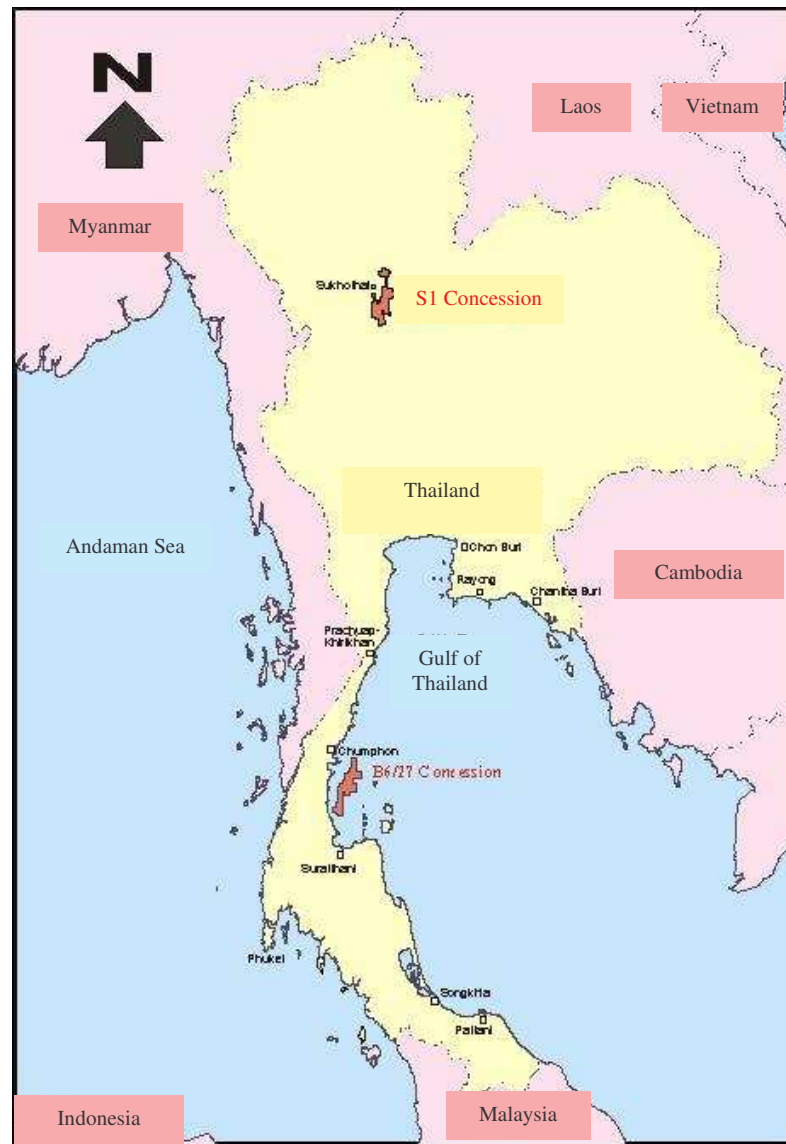 N
Laos
Vietnam
Myanmar
Sukhothai
S1 Concession
Thailand
Andaman Sea
Chon Buri
Rayong
Chantha Buri
Cambodia
Prachuap-
Khirikhan
Gulf of
Thailand
Chumphon
B6/27 Concession
Suratthani
Phuket
Songkhla
Pattani
Indonesia
Malaysia